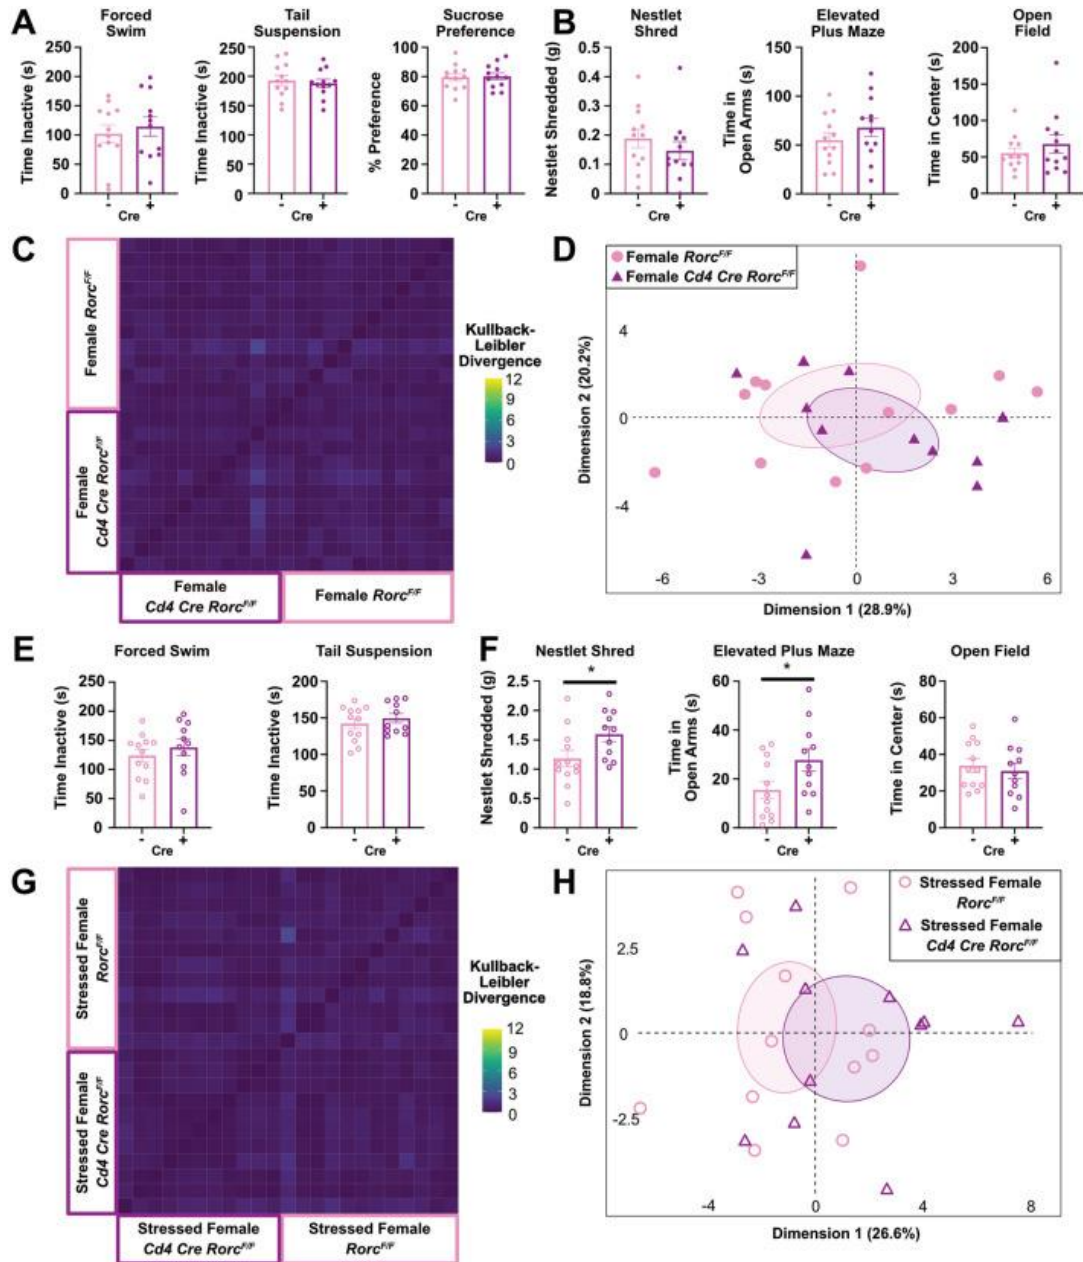 A
Forced
Swim
Time Inactive (s)
250
200
150
100
50
0
-
+
Cre
Tail
Suspension
Time Inactive (s)
250
200
150
100
50
0
-
+
Cre
Sucrose
Preference
% Preference
100
80
60
40
20
0
-
+
Cre
B
Nestlet
Shred
Nestlet Shredded (g)
0.5
0.4
0.3
0.2
0.1
0.0
-
+
Cre
Elevated
Plus Maze
Time in
Open Arms (s)
150
100
50
0
-
+
Cre
Open
Field
Time in Center (s)
200
150
100
50
0
-
+
Cre
C
Female Rorc^F/F
Female
Cd4 Cre Rorc^F/F
Female
Cd4 Cre Rorc^F/F
Female Rorc^F/F
Kullback-
Leibler
Divergence
12
9
6
3
0
D
Female Rorc^F/F
Female Cd4 Cre Rorc^F/F
Dimension 2 (20.2%)
4
0
-4
-6
-3
0
3
6
Dimension 1 (28.9%)
E
Forced Swim
Time Inactive (s)
250
200
150
100
50
0
-
+
Cre
Tail Suspension
Time Inactive (s)
200
150
100
50
0
-
+
Cre
F
Nestlet Shred
*
Nestlet Shredded (g)
2.5
2.0
1.5
1.0
0.5
0.0
-
+
Cre
Elevated Plus Maze
*
Time in
Open Arms (s)
60
40
20
0
-
+
Cre
Open Field
Time in Center (s)
80
60
40
20
0
-
+
Cre
G
Stressed Female
Rorc^F/F
Stressed Female
Cd4 Cre Rorc^F/F
Stressed Female
Cd4 Cre Rorc^F/F
Stressed Female
Rorc^F/F
Kullback-
Leibler
Divergence
12
9
6
3
0
H
Stressed Female
Rorc^F/F
Stressed Female
Cd4 Cre Rorc^F/F
Dimension 2 (18.8%)
2.5
0
-2.5
-4
0
4
8
Dimension 1 (26.6%)